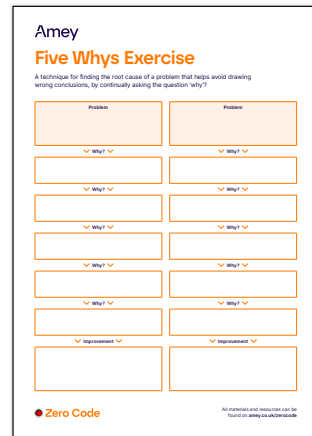 Amey
Five Whys Exercise
A technique for finding the root cause of a problem that helps avoid drawing
wrong conclusions, by continually asking the question 'why'?
Problem
Problem
Why?
Why?
Why?
Why?
Why?
Why?
Why?
Why?
Why?
Why?
Improvement
Improvement
Zero Code
All materials and resources can be
found on amey.co.uk/zerocode